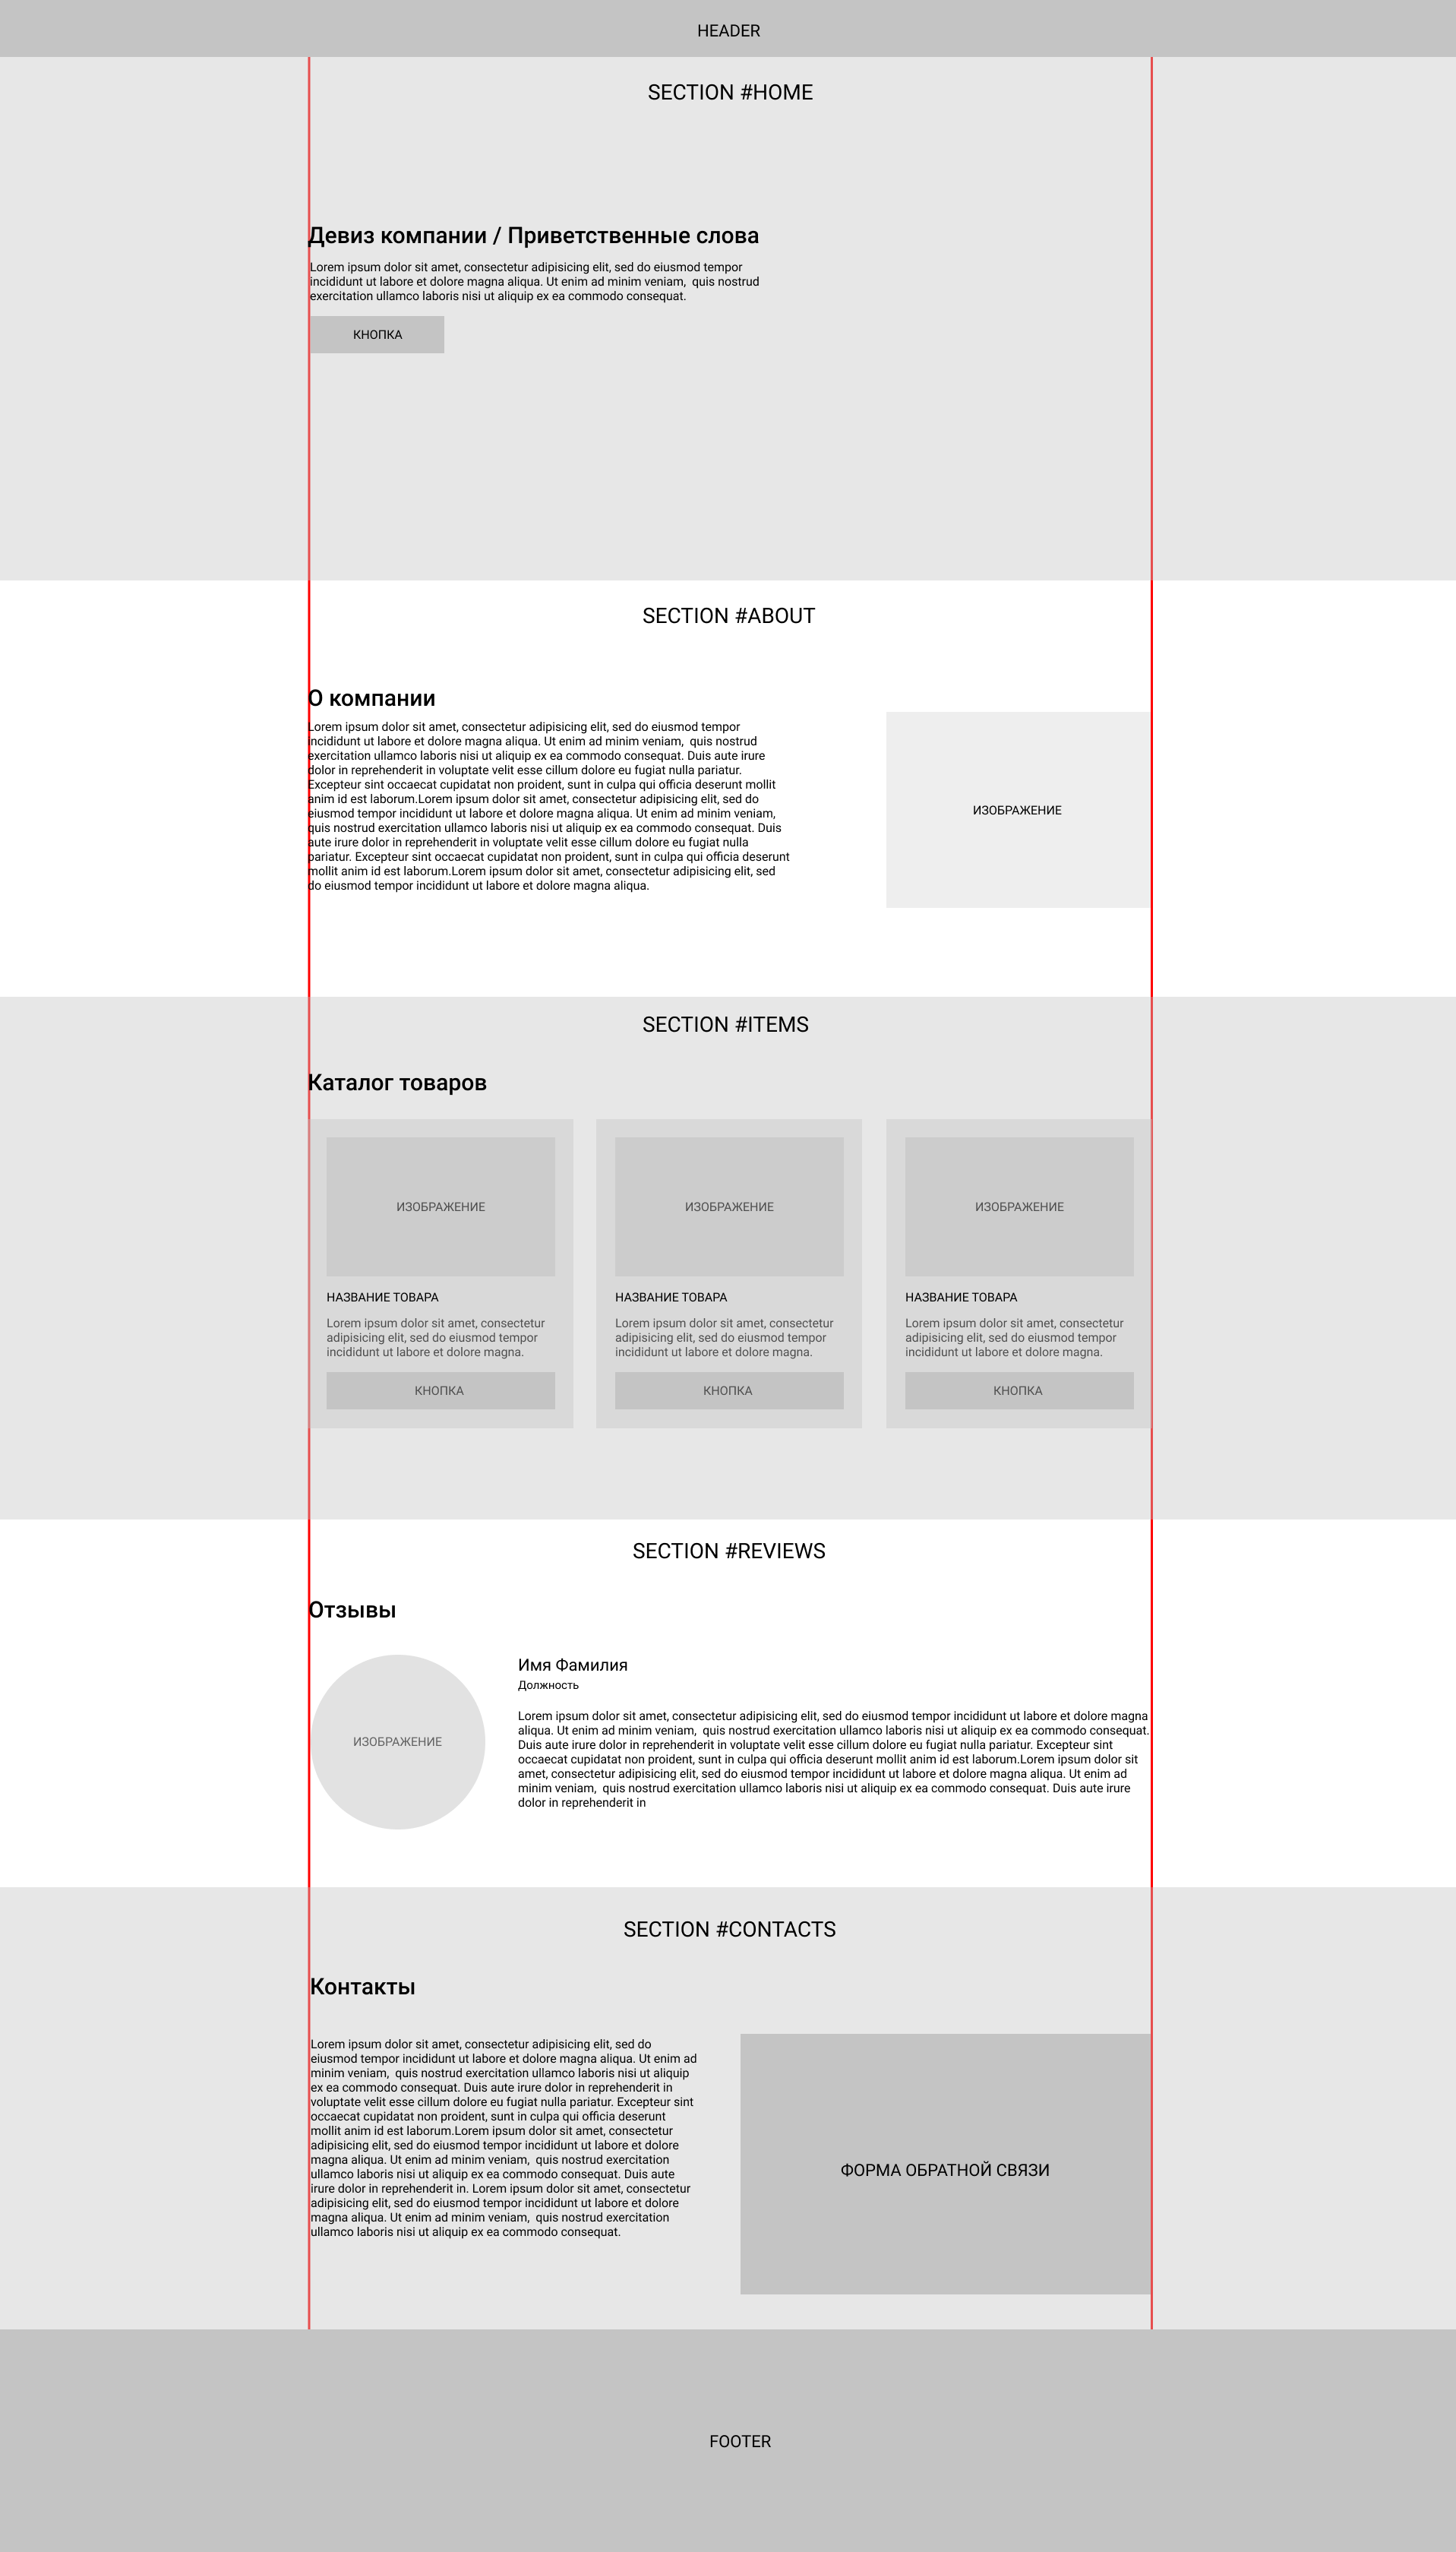 HEADER
SECTION #HOME
Девиз компании / Приветственные слова
Lorem ipsum dolor sit amet, consectetur adipisicing elit, sed do eiusmod tempor
incididunt ut labore et dolore magna aliqua. Ut enim ad minim veniam,  quis nostrud
exercitation ullamco laboris nisi ut aliquip ex ea commodo consequat.
КНОПКА
SECTION #ABOUT
О компании
Lorem ipsum dolor sit amet, consectetur adipisicing elit, sed do eiusmod tempor
incididunt ut labore et dolore magna aliqua. Ut enim ad minim veniam,  quis nostrud
exercitation ullamco laboris nisi ut aliquip ex ea commodo consequat. Duis aute irure
dolor in reprehenderit in voluptate velit esse cillum dolore eu fugiat nulla pariatur.
Excepteur sint occaecat cupidatat non proident, sunt in culpa qui officia deserunt mollit
anim id est laborum.Lorem ipsum dolor sit amet, consectetur adipisicing elit, sed do
eiusmod tempor incididunt ut labore et dolore magna aliqua. Ut enim ad minim veniam,
quis nostrud exercitation ullamco laboris nisi ut aliquip ex ea commodo consequat. Duis
aute irure dolor in reprehenderit in voluptate velit esse cillum dolore eu fugiat nulla
pariatur. Excepteur sint occaecat cupidatat non proident, sunt in culpa qui officia deserunt
mollit anim id est laborum.Lorem ipsum dolor sit amet, consectetur adipisicing elit, sed
do eiusmod tempor incididunt ut labore et dolore magna aliqua.
ИЗОБРАЖЕНИЕ
SECTION #ITEMS
Каталог товаров
ИЗОБРАЖЕНИЕ
НАЗВАНИЕ ТОВАРА
Lorem ipsum dolor sit amet, consectetur
adipisicing elit, sed do eiusmod tempor
incididunt ut labore et dolore magna.
КНОПКА
ИЗОБРАЖЕНИЕ
НАЗВАНИЕ ТОВАРА
Lorem ipsum dolor sit amet, consectetur
adipisicing elit, sed do eiusmod tempor
incididunt ut labore et dolore magna.
КНОПКА
ИЗОБРАЖЕНИЕ
НАЗВАНИЕ ТОВАРА
Lorem ipsum dolor sit amet, consectetur
adipisicing elit, sed do eiusmod tempor
incididunt ut labore et dolore magna.
КНОПКА
SECTION #REVIEWS
Отзывы
ИЗОБРАЖЕНИЕ
Имя Фамилия
Должность
Lorem ipsum dolor sit amet, consectetur adipisicing elit, sed do eiusmod tempor incididunt ut labore et dolore magna
aliqua. Ut enim ad minim veniam,  quis nostrud exercitation ullamco laboris nisi ut aliquip ex ea commodo consequat.
Duis aute irure dolor in reprehenderit in voluptate velit esse cillum dolore eu fugiat nulla pariatur. Excepteur sint
occaecat cupidatat non proident, sunt in culpa qui officia deserunt mollit anim id est laborum.Lorem ipsum dolor sit
amet, consectetur adipisicing elit, sed do eiusmod tempor incididunt ut labore et dolore magna aliqua. Ut enim ad
minim veniam,  quis nostrud exercitation ullamco laboris nisi ut aliquip ex ea commodo consequat. Duis aute irure
dolor in reprehenderit in
SECTION #CONTACTS
Контакты
Lorem ipsum dolor sit amet, consectetur adipisicing elit, sed do
eiusmod tempor incididunt ut labore et dolore magna aliqua. Ut enim ad
minim veniam,  quis nostrud exercitation ullamco laboris nisi ut aliquip
ex ea commodo consequat. Duis aute irure dolor in reprehenderit in
voluptate velit esse cillum dolore eu fugiat nulla pariatur. Excepteur sint
occaecat cupidatat non proident, sunt in culpa qui officia deserunt
mollit anim id est laborum.Lorem ipsum dolor sit amet, consectetur
adipisicing elit, sed do eiusmod tempor incididunt ut labore et dolore
magna aliqua. Ut enim ad minim veniam,  quis nostrud exercitation
ullamco laboris nisi ut aliquip ex ea commodo consequat. Duis aute
irure dolor in reprehenderit in. Lorem ipsum dolor sit amet, consectetur
adipisicing elit, sed do eiusmod tempor incididunt ut labore et dolore
magna aliqua. Ut enim ad minim veniam,  quis nostrud exercitation
ullamco laboris nisi ut aliquip ex ea commodo consequat.
ФОРМА ОБРАТНОЙ СВЯЗИ
FOOTER